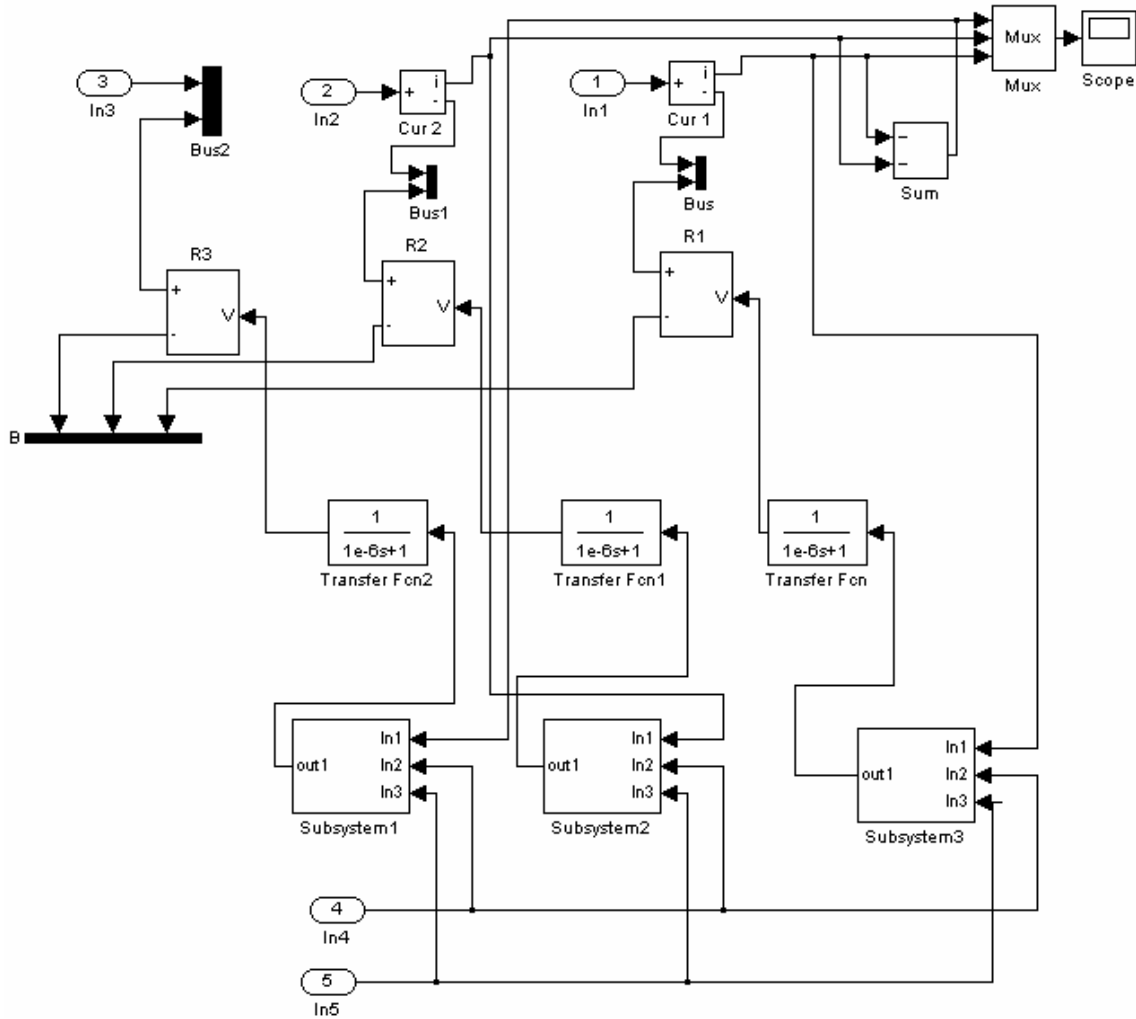 Mux
Mux
Scope
3
In3
Bus2
2
In2
+
i
-
Cur 2
Bus1
1
In1
+
i
-
Cur 1
Bus
−
−
Sum
R3
+
-
V
R2
+
-
V
R1
+
-
V
B
1
1e-6s+1
Transfer Fcn2
1
1e-6s+1
Transfer Fcn1
1
1e-6s+1
Transfer Fcn
out1
In1
In2
In3
Subsystem1
out1
In1
In2
In3
Subsystem2
out1
In1
In2
In3
Subsystem3
4
In4
5
In5